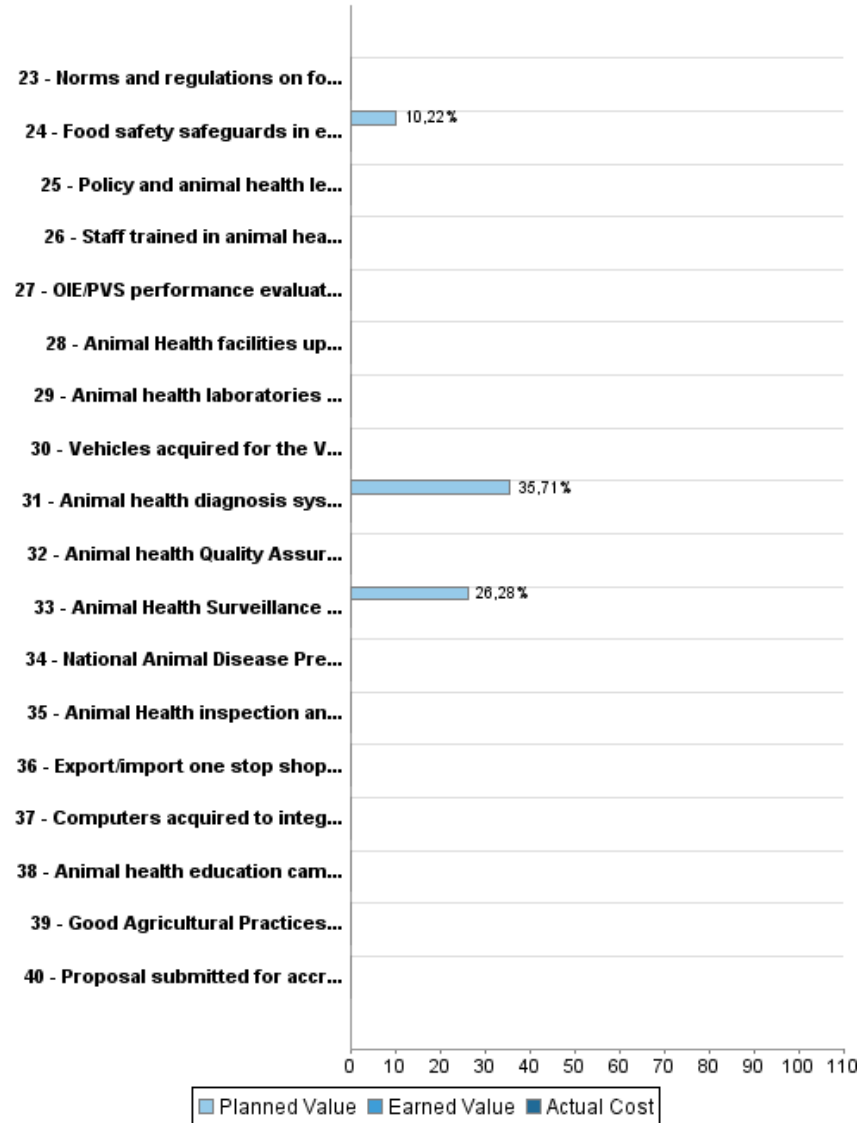 23 - Norms and regulations on fo...
10,22%
24 - Food safety safeguards in e...
25 - Policy and animal health le...
26 - Staff trained in animal hea...
27 - OIE/PVS performance evaluat...
28 - Animal Health facilities up...
29 - Animal health laboratories ...
30 - Vehicles acquired for the V...
35,71%
31 - Animal health diagnosis sys...
32 - Animal health Quality Assur...
26,28%
33 - Animal Health Surveillance ...
34 - National Animal Disease Pre...
35 - Animal Health inspection an...
36 - Export/import one stop shop...
37 - Computers acquired to integ...
38 - Animal health education cam...
39 - Good Agricultural Practices...
40 - Proposal submitted for accr...
0 10 20 30 40 50 60 70 80 90 100 110
Planned Value Earned Value Actual Cost